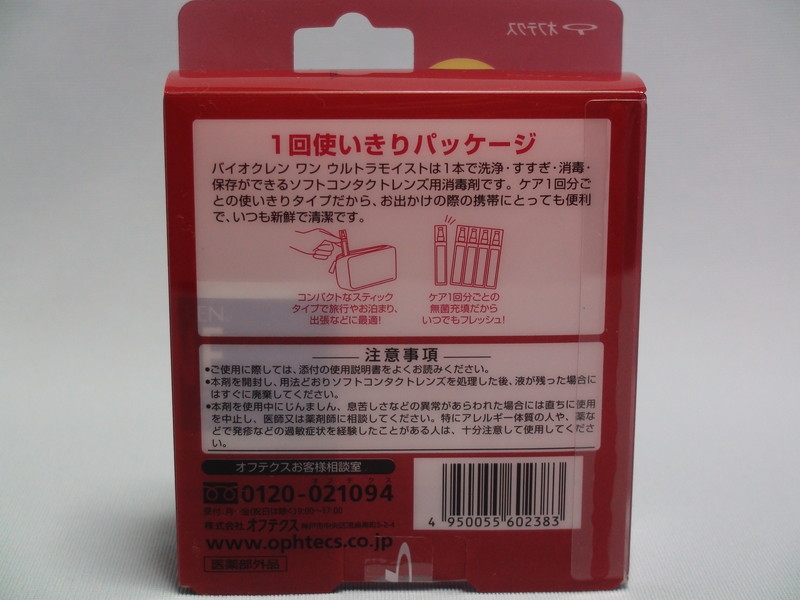 オフテクス
1回使いきりパッケージ
バイオクレン ワン ウルトラモイストは1本で洗浄・すすぎ・消毒・
保存ができるソフトコンタクトレンズ用消毒剤です。ケア1回分ご
との使いきりタイプだから、お出かけの際の携帯にとっても便利
で、いつも新鮮で清潔です。
コンパクトなスティック
タイプで旅行やお泊まり、
出張などに最適!
ケア1回分ごとの
無菌充填だから
いつでもフレッシュ!
EN
注意事項
●ご使用に際しては、添付の使用説明書をよくお読みください。
●本剤を開封し、用法どおりソフトコンタクトレンズを処理した後、液が残った場合に
はすぐに廃棄してください。
●本剤を使用中にじんましん、息苦しさなどの異常があらわれた場合には直ちに使用
を中止し、医師又は薬剤師に相談してください。特にアレルギー体質の人や、薬な
どで発疹などの過敏症状を経験したことがある人は、十分注意して使用してくださ
い。
オフテクスお客様相談室
オフテクス
0120-021094
株式会社オフテクス
www.ophtecs.co.jp
医薬部外品
4 950055 602383